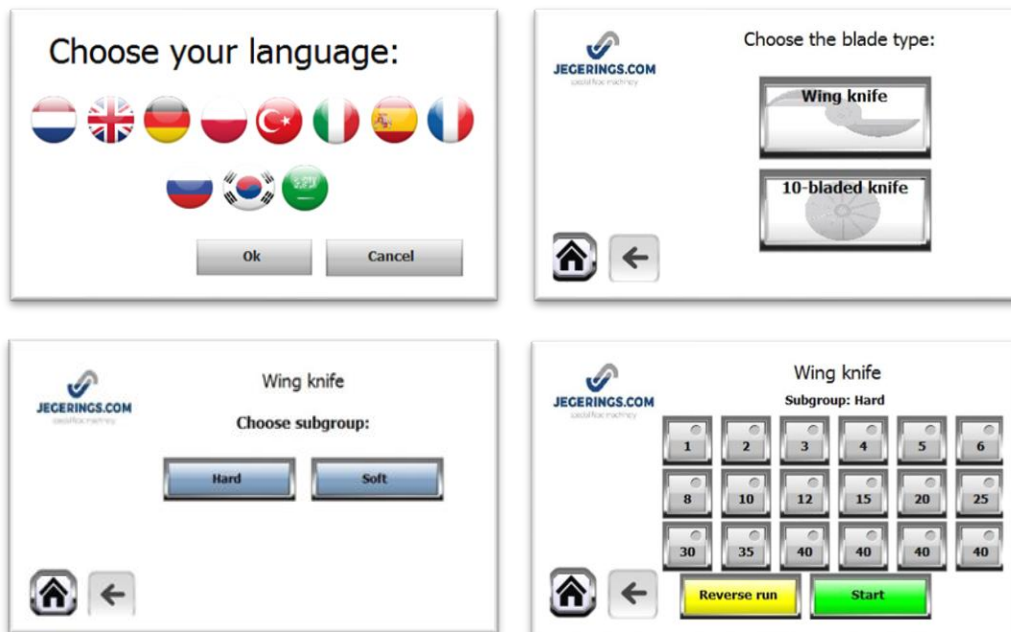 Choose your language:
Ok
Cancel
JEGERINGS.COM
Choose the blade type:
Wing knife
10-bladed knife
JEGERINGS.COM
Wing knife
Choose subgroup:
Hard
Soft
JEGERINGS.COM
Wing knife
Subgroup: Hard
1 2 3 4 5 6
8 10 12 15 20 25
30 35 40 40 40 40
Reverse run
Start